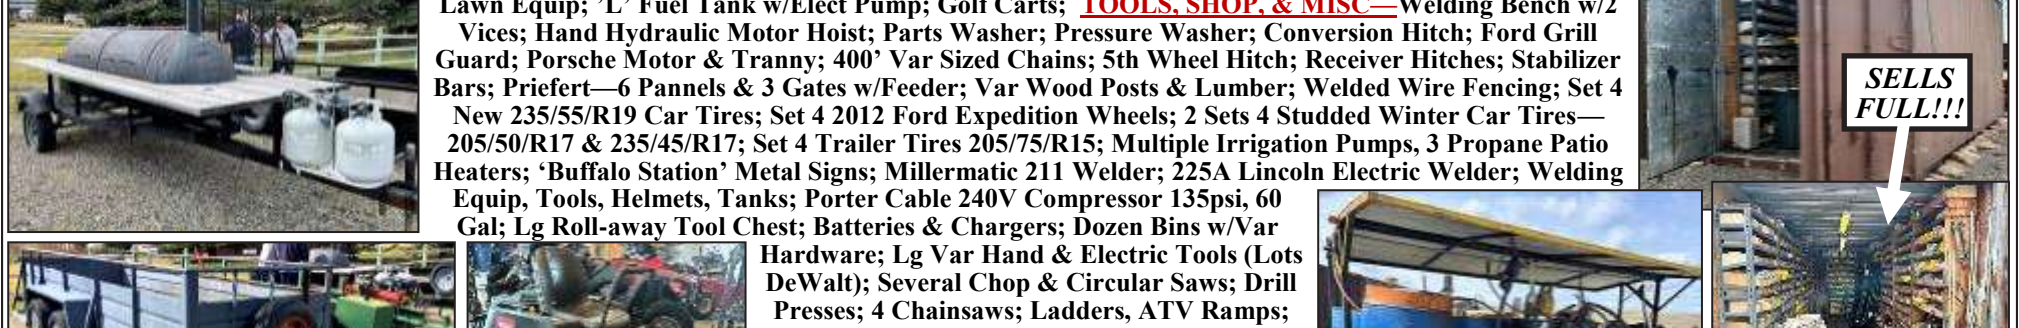 Lawn Equip; ’L’ Fuel Tank w/Elect Pump; Golf Carts; TOOLS, SHOP, & MISC—Welding Bench w/2
Vices; Hand Hydraulic Motor Hoist; Parts Washer; Pressure Washer; Conversion Hitch; Ford Grill
Guard; Porsche Motor & Tranny; 400’ Var Sized Chains; 5th Wheel Hitch; Receiver Hitches; Stabilizer
Bars; Priefert—6 Pannels & 3 Gates w/Feeder; Var Wood Posts & Lumber; Welded Wire Fencing; Set 4
New 235/55/R19 Car Tires; Set 4 2012 Ford Expedition Wheels; 2 Sets 4 Studded Winter Car Tires—
205/50/R17 & 235/45/R17; Set 4 Trailer Tires 205/75/R15; Multiple Irrigation Pumps, 3 Propane Patio
Heaters; ‘Buffalo Station’ Metal Signs; Millermatic 211 Welder; 225A Lincoln Electric Welder; Welding
Equip, Tools, Helmets, Tanks; Porter Cable 240V Compressor 135psi, 60
Gal; Lg Roll-away Tool Chest; Batteries & Chargers; Dozen Bins w/Var
Hardware; Lg Var Hand & Electric Tools (Lots
DeWalt); Several Chop & Circular Saws; Drill
Presses; 4 Chainsaws; Ladders, ATV Ramps;
SELLS
FULL!!!